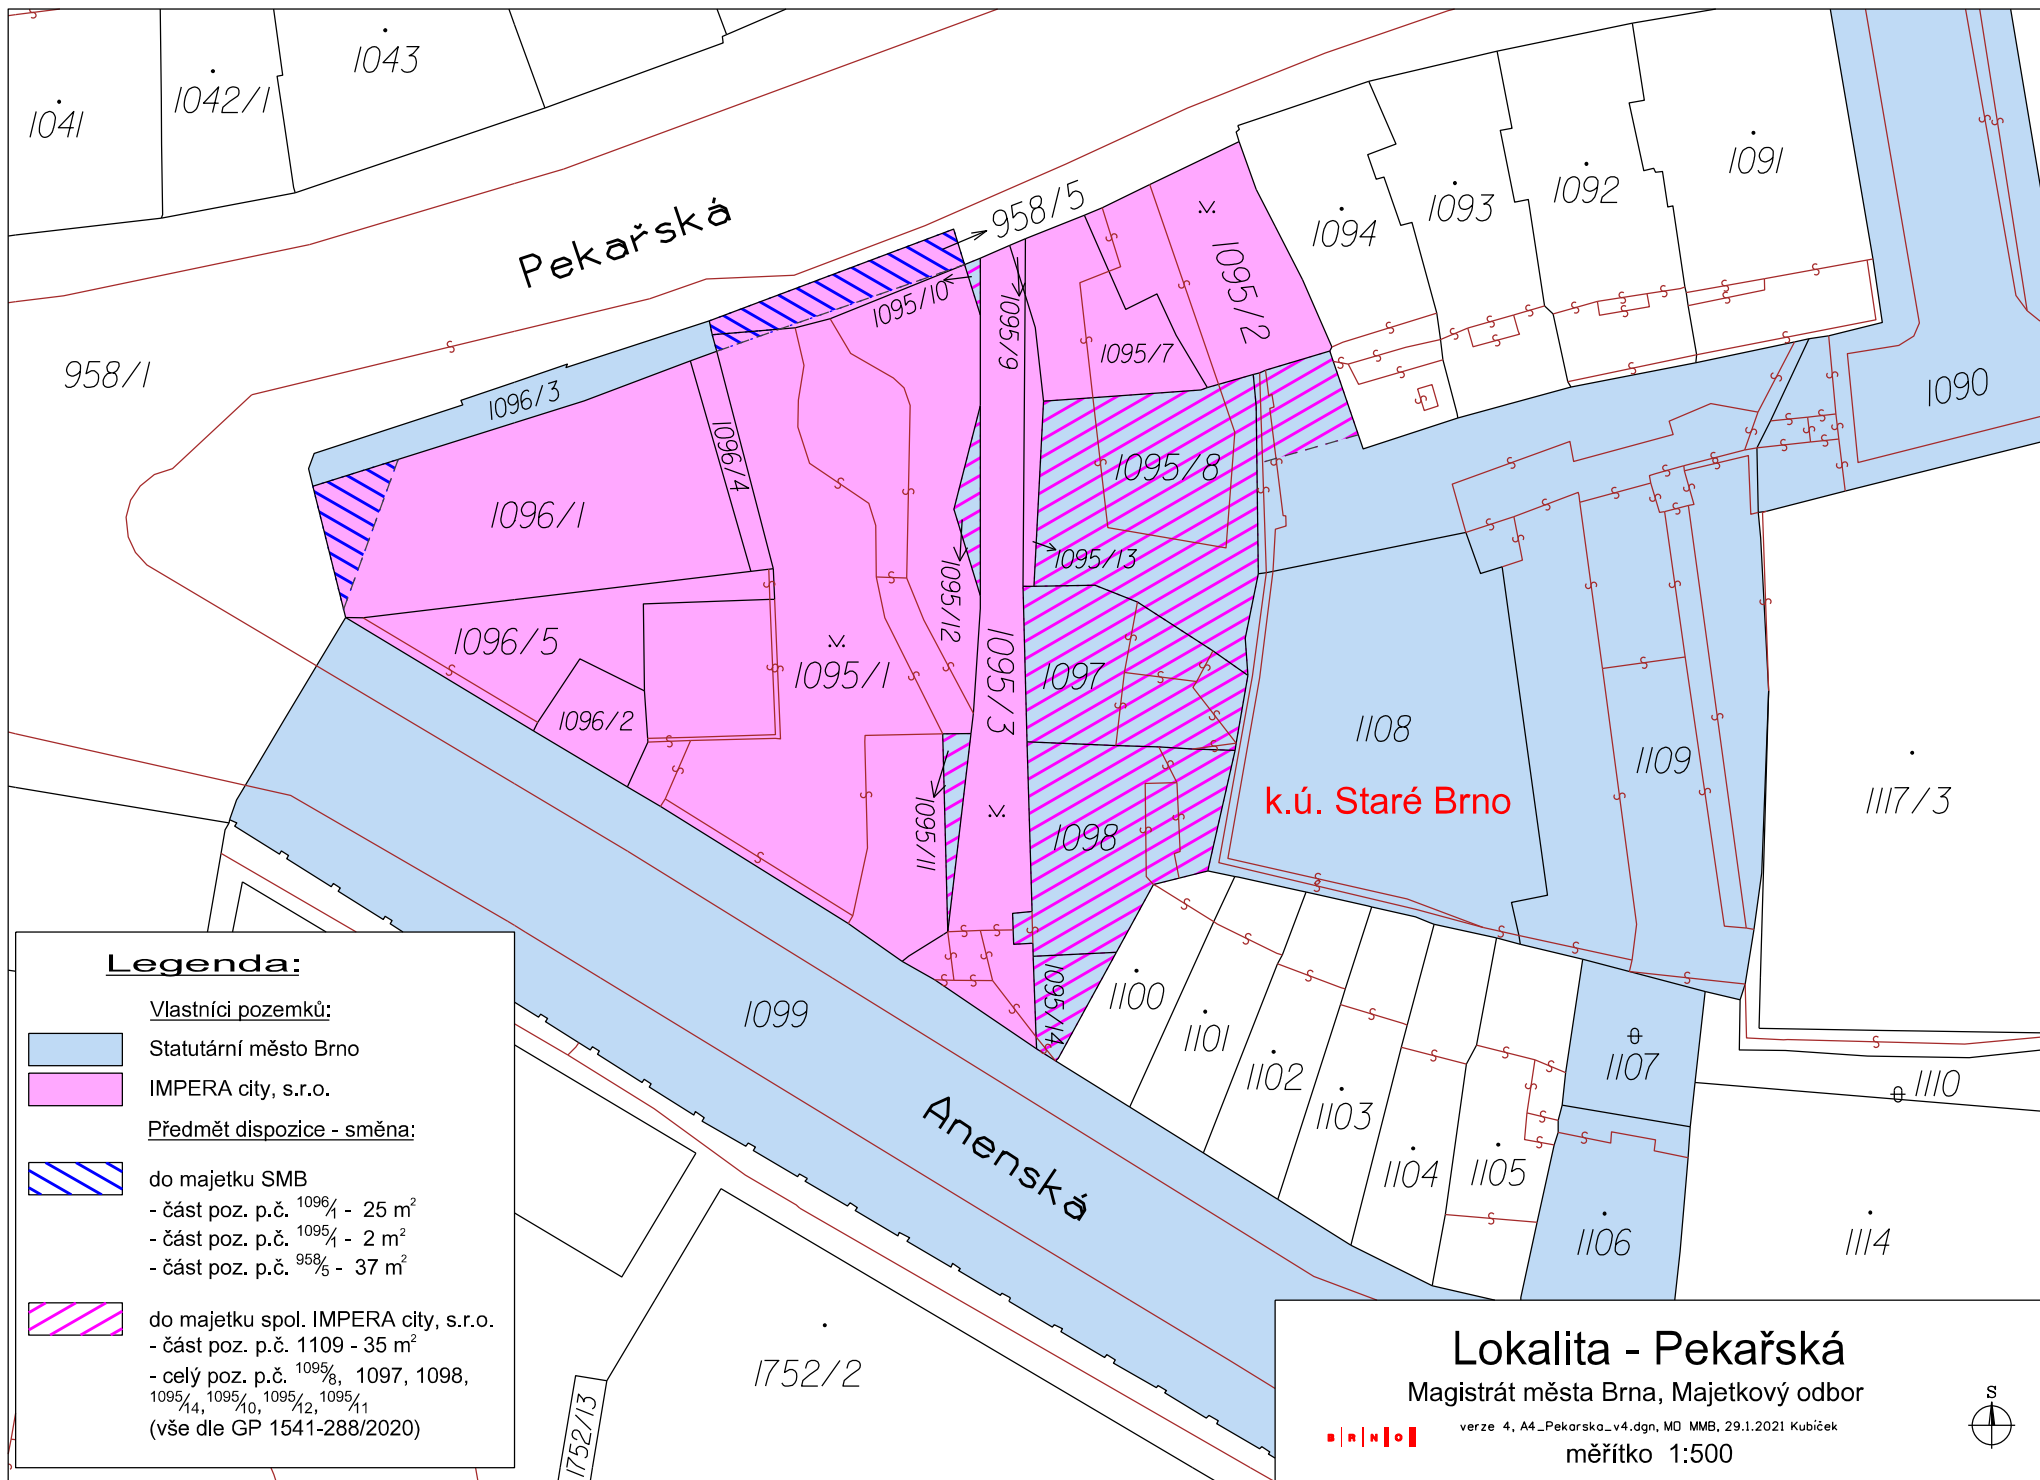 1041
1042/1
1043
Pekařská
958/5
958/1
1094
1093
1092
1091
1090
1095/10
1095/9
1095/7
1095/2
1096/3
1096/4
1096/1
1095/8
1095/13
1095/12
1096/5
1095/1
1095/3
1097
1096/2
1108
1109
k.ú. Staré Brno
1117/3
1095/11
1098
1095/14
1099
1100
1101
1102
1103
1104
1105
1107
1110
1106
1114
Anenská
1752/2
1752/13
Legenda:
Vlastníci pozemků:
Statutární město Brno
IMPERA city, s.r.o.
Předmět dispozice - směna:
do majetku SMB
- část poz. p.č. 1096/1 - 25 m²
- část poz. p.č. 1095/1 - 2 m²
- část poz. p.č. 958/5 - 37 m²
do majetku spol. IMPERA city, s.r.o.
- část poz. p.č. 1109 - 35 m²
- celý poz. p.č. 1095/8, 1097, 1098,
1095/14, 1095/10, 1095/12, 1095/11
(vše dle GP 1541-288/2020)
Lokalita - Pekařská
Magistrát města Brna, Majetkový odbor
verze 4, A4_Pekarska_v4.dgn, MO MMB, 29.1.2021 Kubíček
BRNO
měřítko 1:500
S